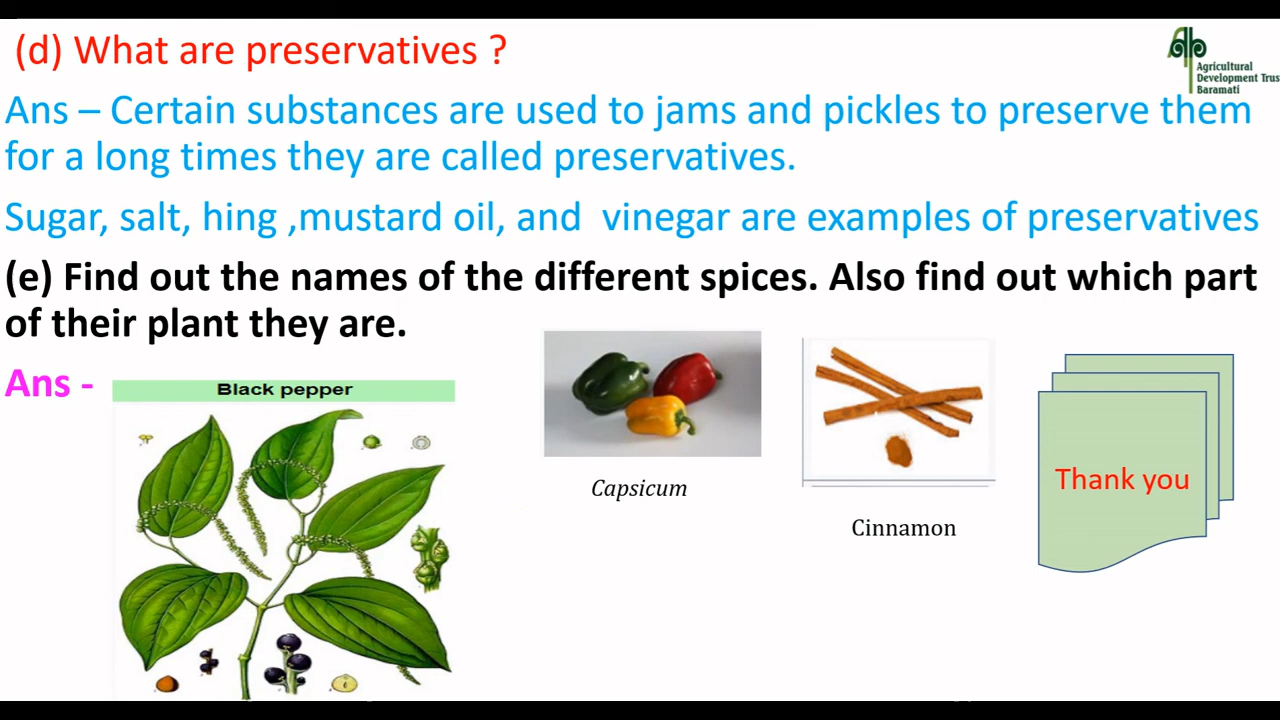 (d) What are preservatives ?
Agricultural
Development Trus
Baramati
Ans – Certain substances are used to jams and pickles to preserve them
for a long times they are called preservatives.
Sugar, salt, hing ,mustard oil, and vinegar are examples of preservatives
(e) Find out the names of the different spices. Also find out which part
of their plant they are.
Ans -
Black pepper
Capsicum
Cinnamon
Thank you